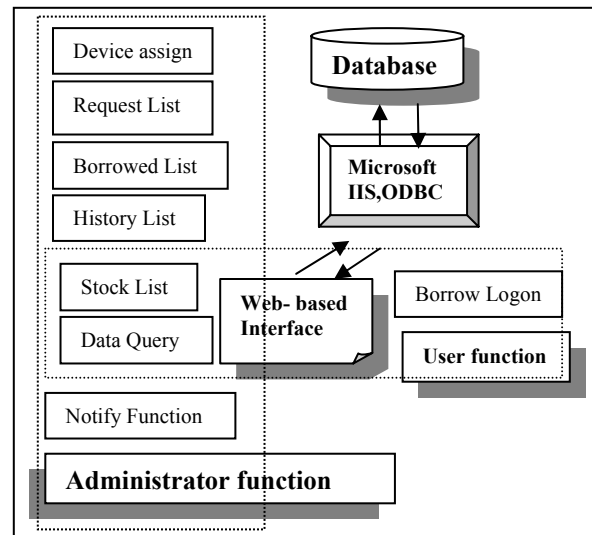 Device assign
Request List
Borrowed List
History List
Stock List
Data Query
Notify Function
Administrator function
Database
Microsoft
IIS,ODBC
Web- based
Interface
Borrow Logon
User function